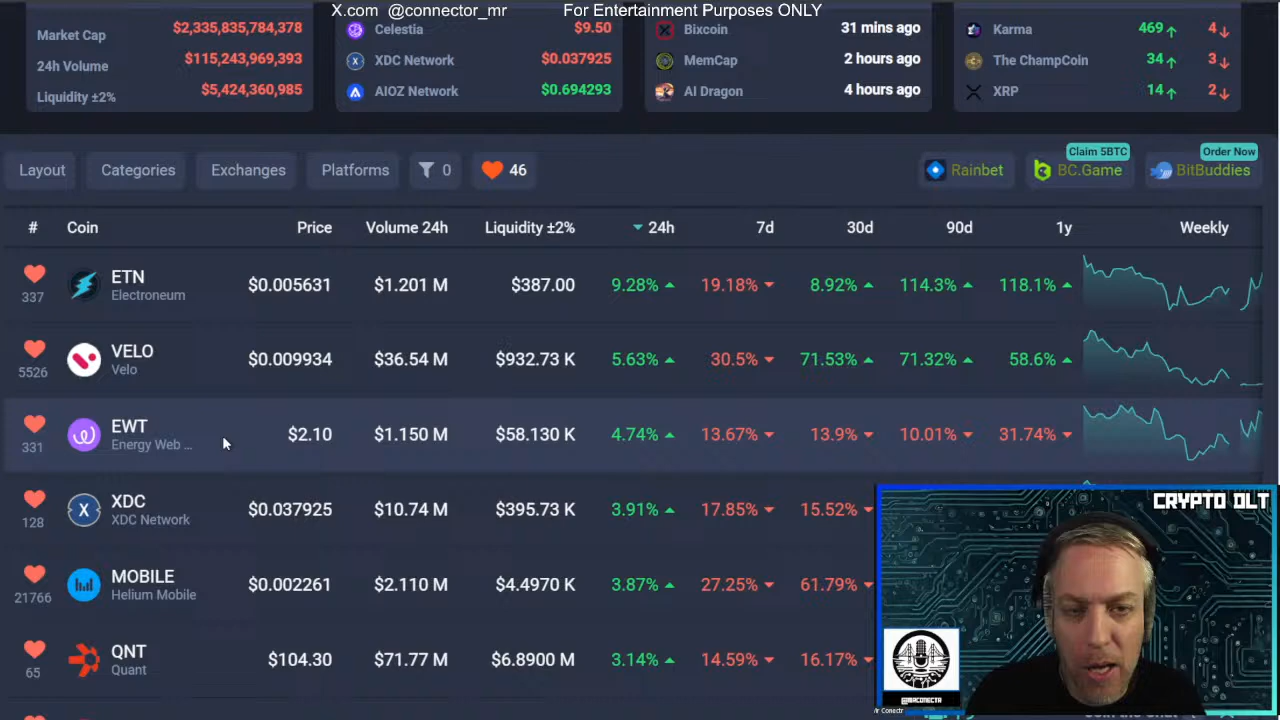 X.com @connector_mr For Entertainment Purposes ONLY
Market Cap $2,335,835,784,378
24h Volume $115,243,969,393
Liquidity ±2% $5,424,360,985
Celestia $9.50
XDC Network $0.037925
AIOZ Network $0.694293
Bixcoin 31 mins ago
MemCap 2 hours ago
AI Dragon 4 hours ago
Karma 469 4
The ChampCoin 34 3
XRP 14 2
Claim 5BTC Order Now
Layout Categories Exchanges Platforms 0 46 Rainbet BC.Game BitBuddies
# Coin Price Volume 24h Liquidity ±2% 24h 7d 30d 90d 1y Weekly
337 ETN Electroneum $0.005631 $1.201 M $387.00 9.28% 19.18% 8.92% 114.3% 118.1%
5526 VELO Velo $0.009934 $36.54 M $932.73 K 5.63% 30.5% 71.53% 71.32% 58.6%
331 EWT Energy Web ... $2.10 $1.150 M $58.130 K 4.74% 13.67% 13.9% 10.01% 31.74%
128 XDC XDC Network $0.037925 $10.74 M $395.73 K 3.91% 17.85% 15.52%
21766 MOBILE Helium Mobile $0.002261 $2.110 M $4.4970 K 3.87% 27.25% 61.79%
65 QNT Quant $104.30 $71.77 M $6.8900 M 3.14% 14.59% 16.17%
CRYPTO DLT
@MRCONECTR
Mr Conectr